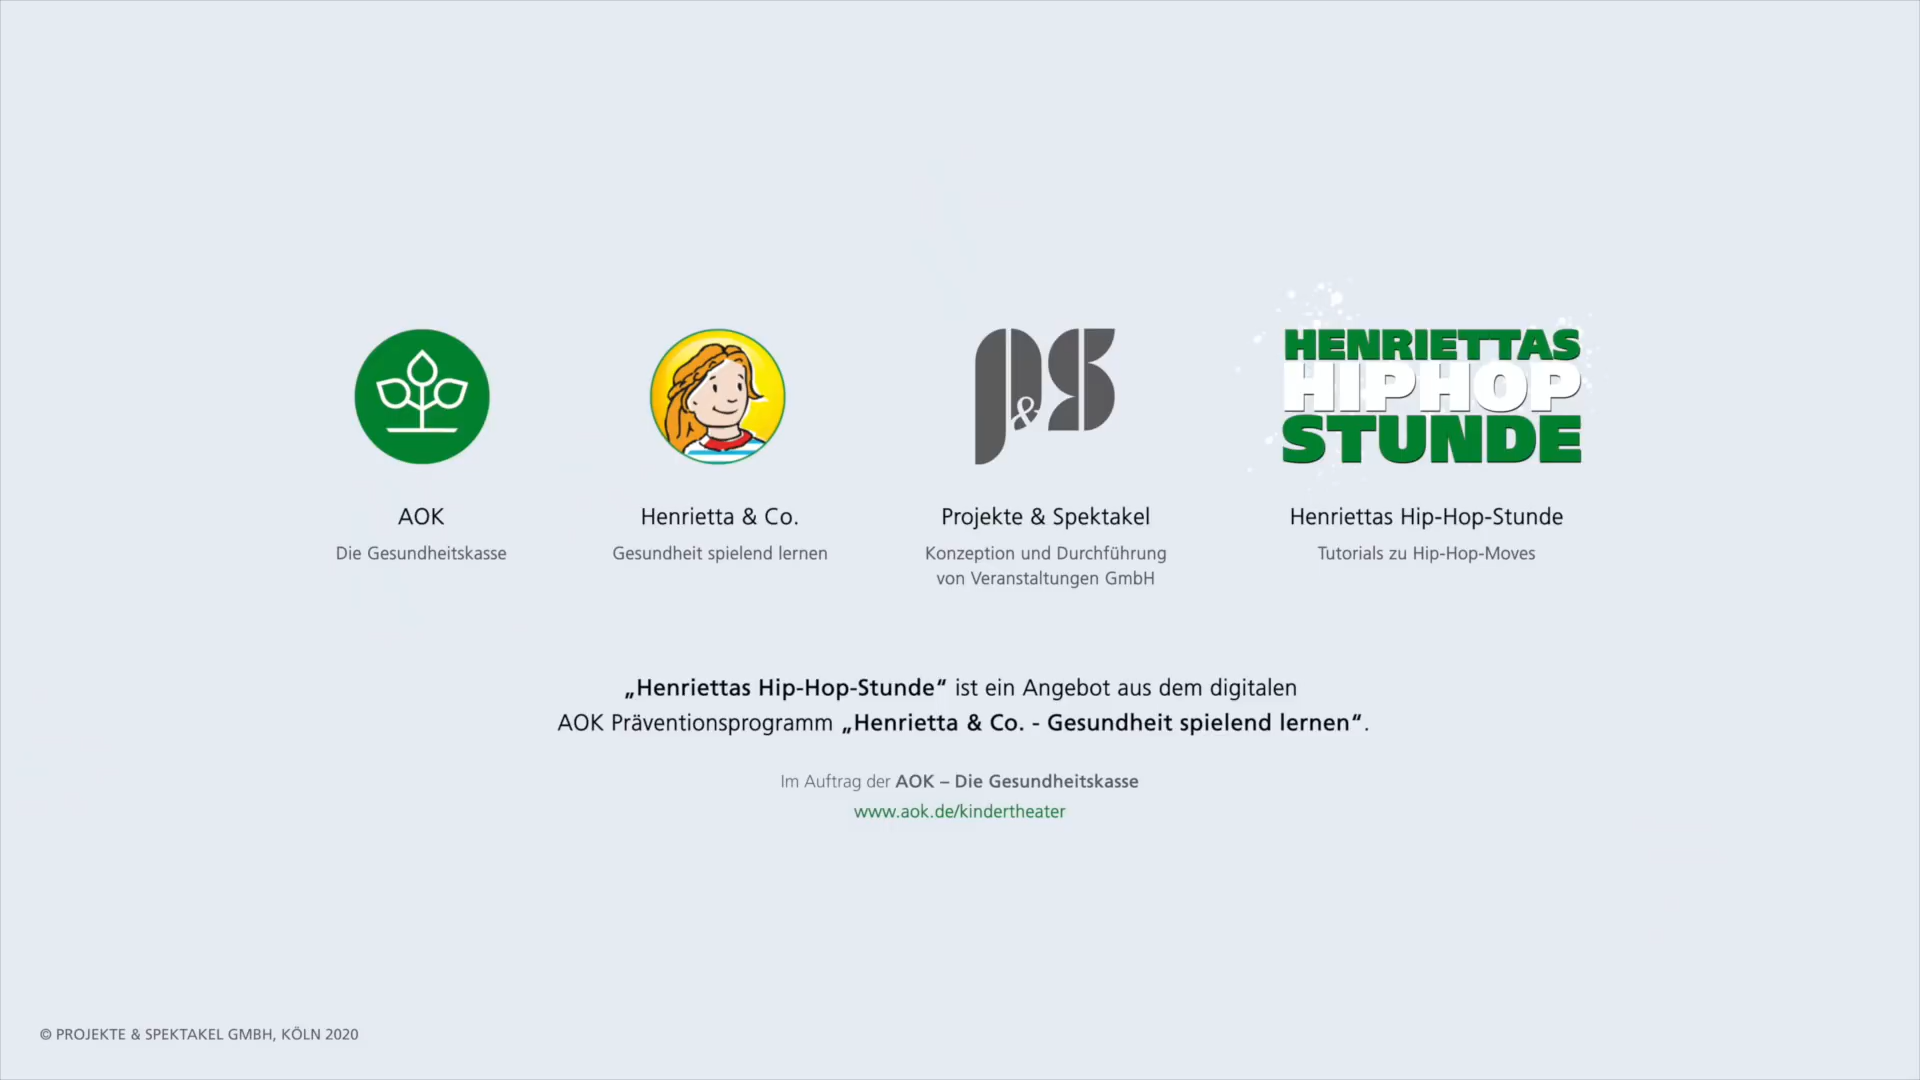 P&S
HENRIETTAS
HIPHOP
STUNDE
AOK
Die Gesundheitskasse
Henrietta & Co.
Gesundheit spielend lernen
Projekte & Spektakel
Konzeption und Durchführung
von Veranstaltungen GmbH
Henriettas Hip-Hop-Stunde
Tutorials zu Hip-Hop-Moves
„Henriettas Hip-Hop-Stunde“ ist ein Angebot aus dem digitalen
AOK Präventionsprogramm „Henrietta & Co. - Gesundheit spielend lernen“.
Im Auftrag der AOK – Die Gesundheitskasse
www.aok.de/kindertheater
© PROJEKTE & SPEKTAKEL GMBH, KÖLN 2020